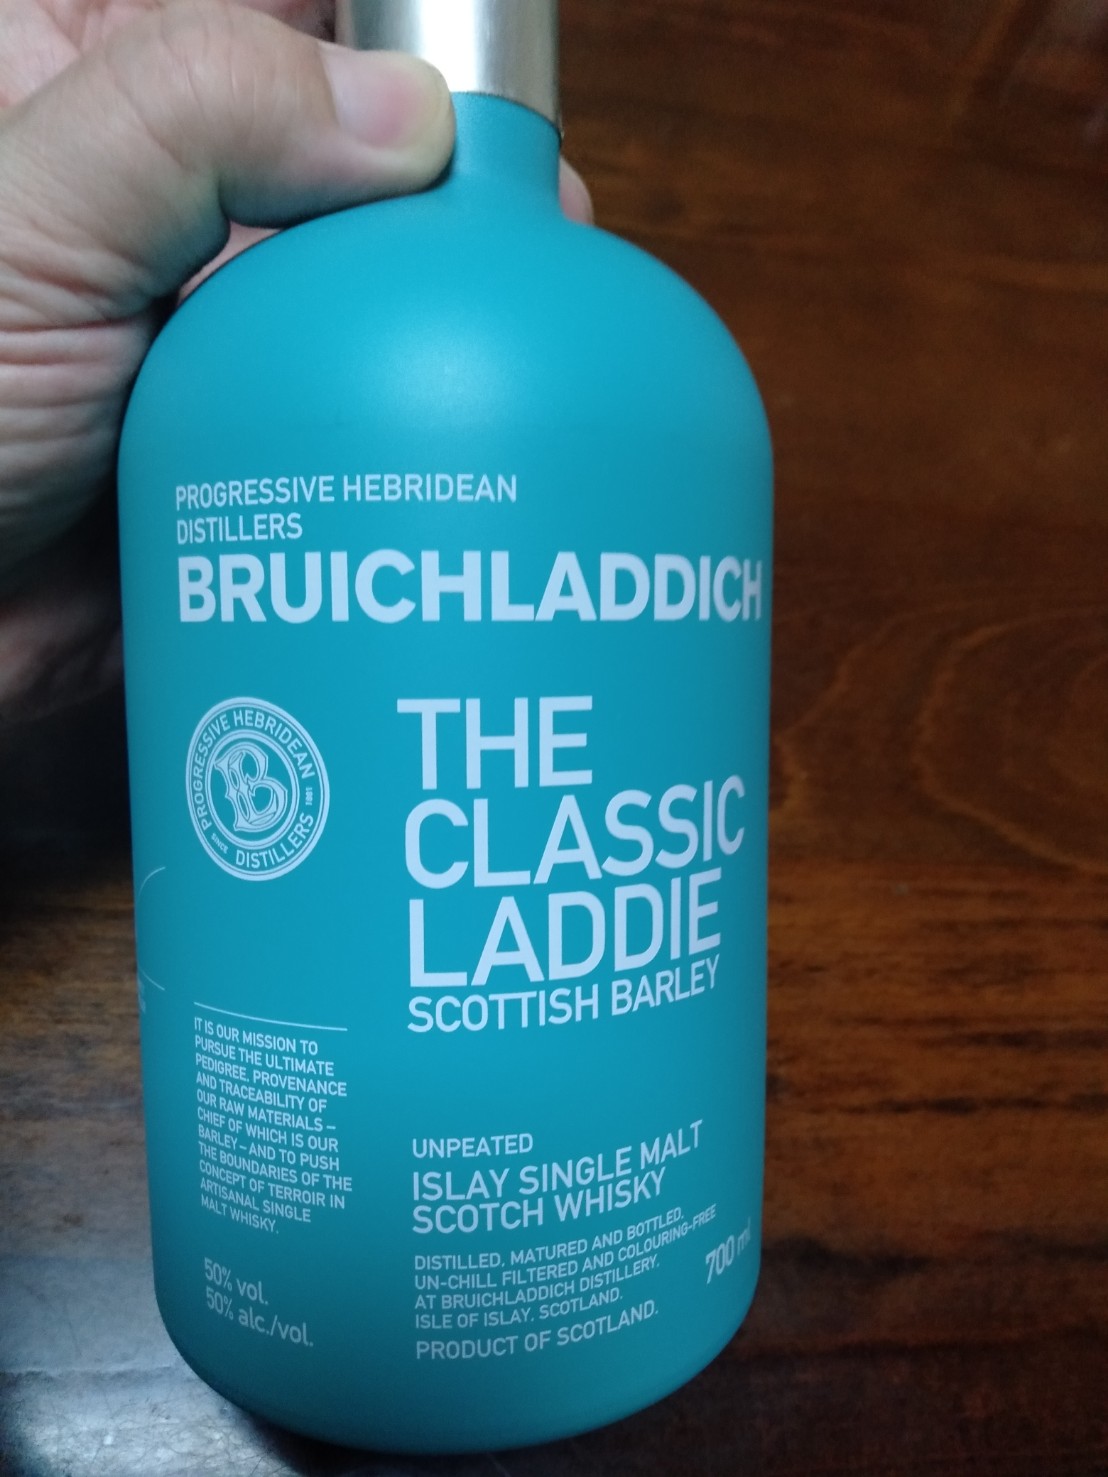 PROGRESSIVE HEBRIDEAN
DISTILLERS
BRUICHLADDICH
PROGRESSIVE HEBRIDEAN
DISTILLERS
SINCE 1881
B
THE
CLASSIC
LADDIE
SCOTTISH BARLEY
IT IS OUR MISSION TO
PURSUE THE ULTIMATE
PEDIGREE, PROVENANCE
AND TRACEABILITY OF
OUR RAW MATERIALS –
CHIEF OF WHICH IS OUR
BARLEY – AND TO PUSH
THE BOUNDARIES OF THE
CONCEPT OF TERROIR IN
ARTISANAL SINGLE
MALT WHISKY.
50% vol.
50% alc./vol.
UNPEATED
ISLAY SINGLE MALT
SCOTCH WHISKY
DISTILLED, MATURED AND BOTTLED,
UN-CHILL FILTERED AND COLOURING-FREE
AT BRUICHLADDICH DISTILLERY,
ISLE OF ISLAY, SCOTLAND.
PRODUCT OF SCOTLAND.
700 ml